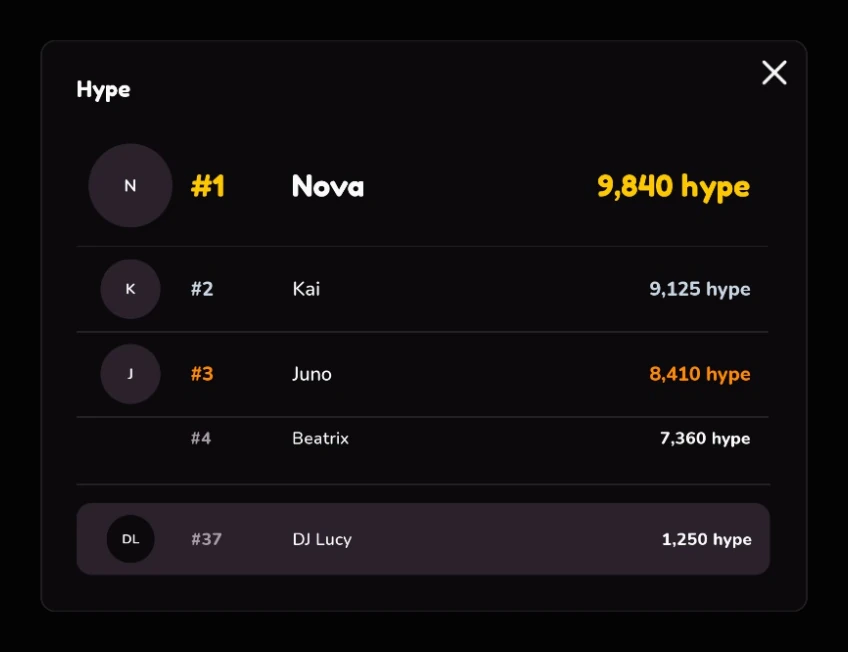 Hype
N #1 Nova 9,840 hype
K #2 Kai 9,125 hype
J #3 Juno 8,410 hype
#4 Beatrix 7,360 hype
DL #37 DJ Lucy 1,250 hype